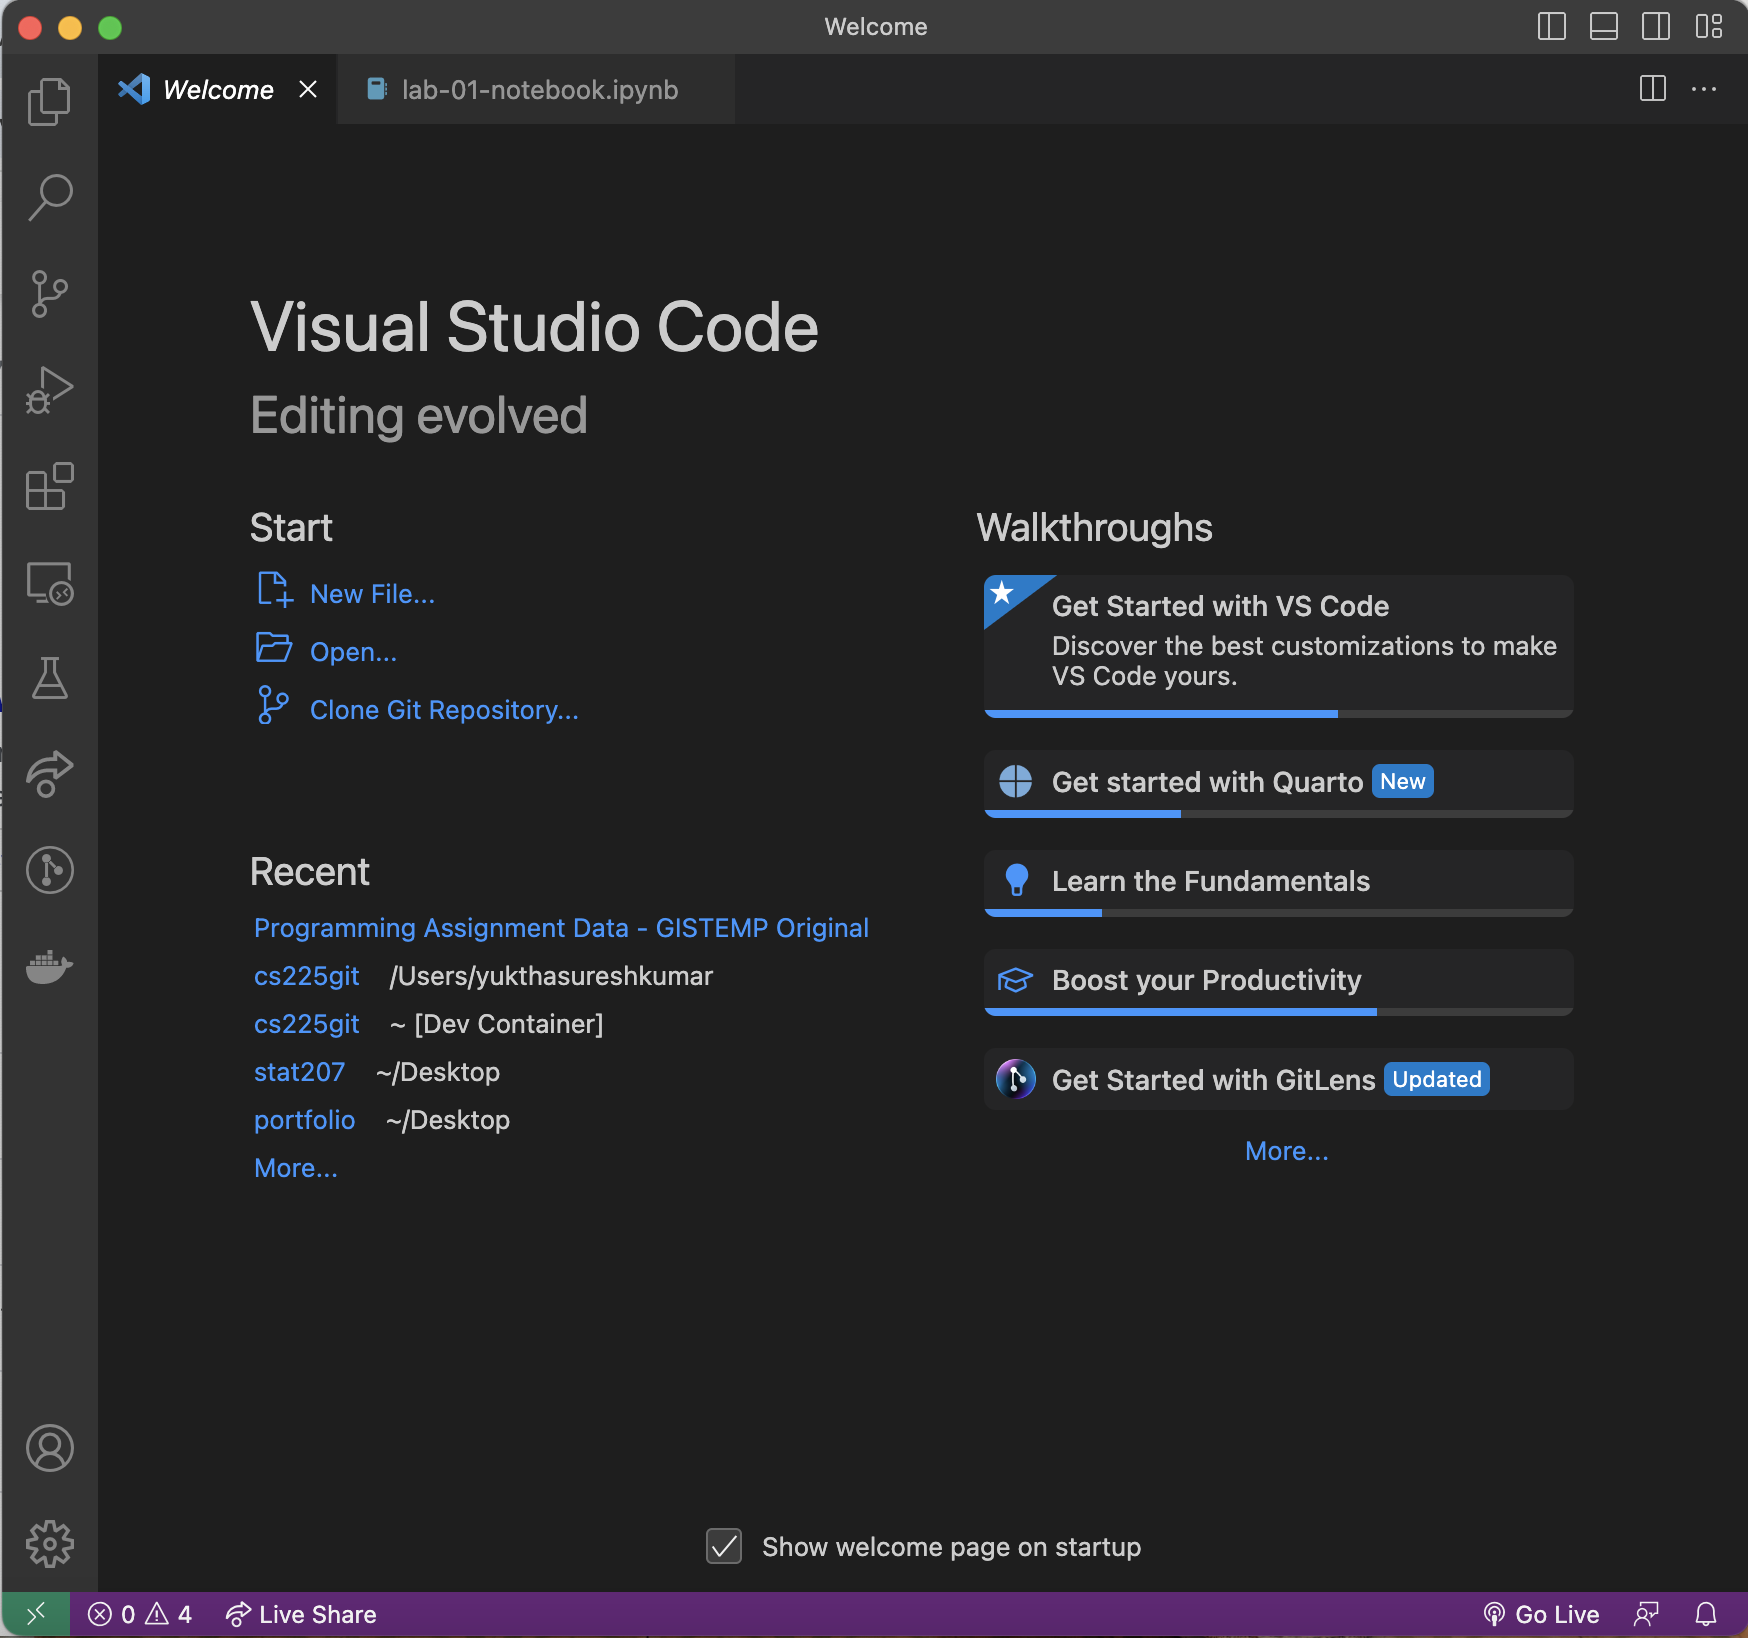 Welcome
Welcome
lab-01-notebook.ipynb
Visual Studio Code
Editing evolved
Start
New File...
Open...
Clone Git Repository...
Recent
Programming Assignment Data - GISTEMP Original
cs225git /Users/yukthasureshkumar
cs225git ~ [Dev Container]
stat207 ~/Desktop
portfolio ~/Desktop
More...
Walkthroughs
Get Started with VS Code
Discover the best customizations to make
VS Code yours.
Get started with Quarto New
Learn the Fundamentals
Boost your Productivity
Get Started with GitLens Updated
More...
Show welcome page on startup
0 4 Live Share Go Live